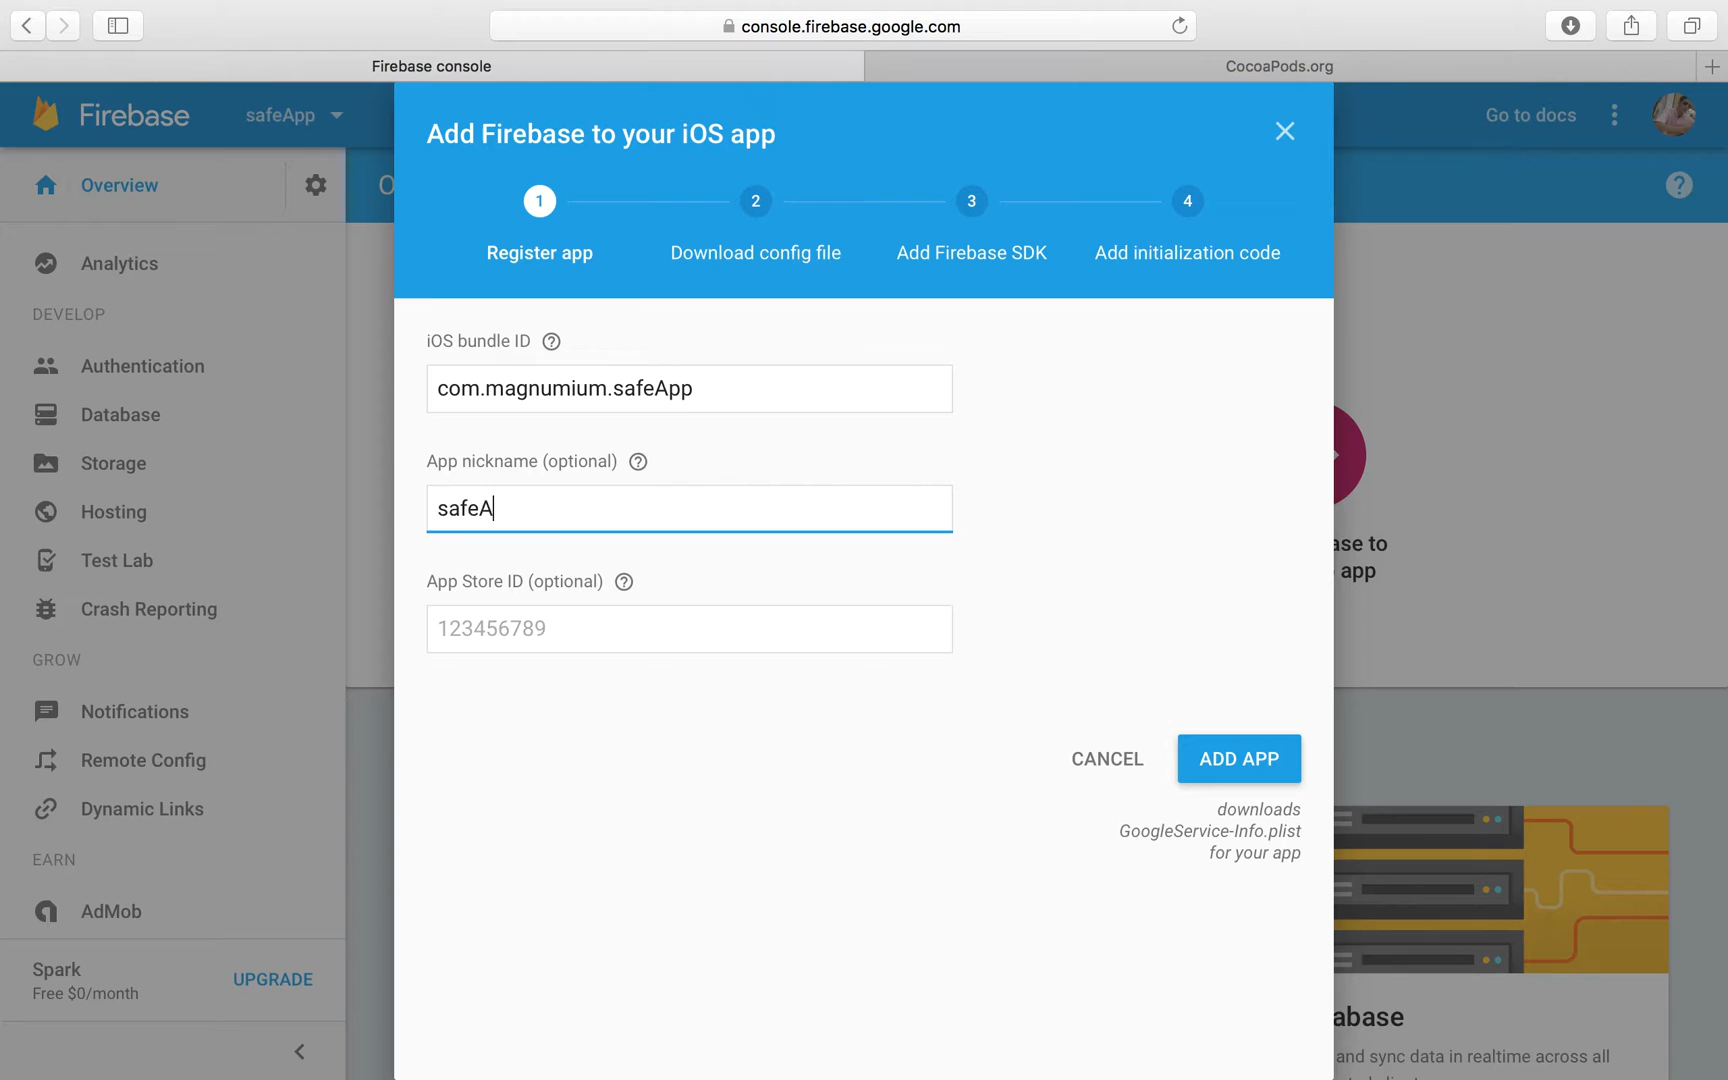 console.firebase.google.com
Firebase console
CocoaPods.org
Firebase
safeApp
Go to docs
Add Firebase to your iOS app
1
2
3
4
Register app
Download config file
Add Firebase SDK
Add initialization code
Overview
O
Analytics
DEVELOP
Authentication
Database
Storage
Hosting
Test Lab
Crash Reporting
GROW
Notifications
Remote Config
Dynamic Links
EARN
AdMob
Spark
Free $0/month
UPGRADE
iOS bundle ID
com.magnumium.safeApp
App nickname (optional)
safeA
App Store ID (optional)
123456789
CANCEL
ADD APP
downloads
GoogleService-Info.plist
for your app
ase to
app
abase
and sync data in realtime across all